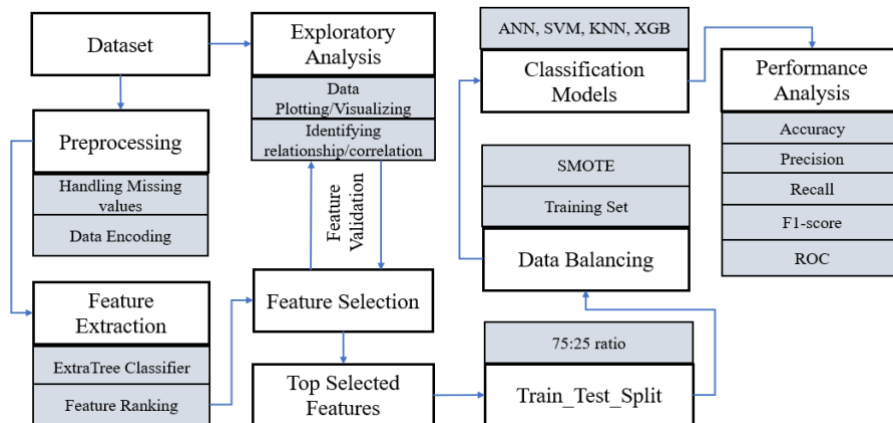 Dataset
Preprocessing
Handling Missing
values
Data Encoding
Feature
Extraction
ExtraTree Classifier
Feature Ranking
Exploratory
Analysis
Data
Plotting/Visualizing
Identifying
relationship/correlation
Feature
Validation
Feature Selection
Top Selected
Features
ANN, SVM, KNN, XGB
Classification
Models
SMOTE
Training Set
Data Balancing
75:25 ratio
Train_Test_Split
Performance
Analysis
Accuracy
Precision
Recall
F1-score
ROC